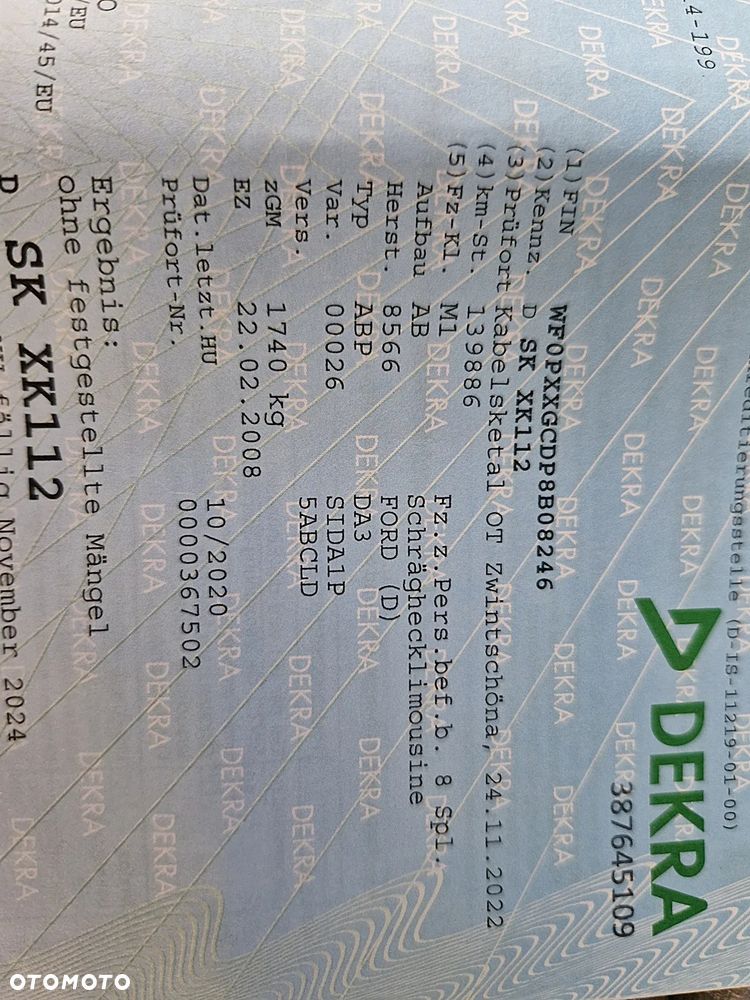 14-199
(D-IS-11219-01-00)
DEKRA
387645109
(1) FIN WF0PXXGCDP8B08246
(2) Kennz. D SK XK112
(3) Prüfort Kabelsketal OT Zwintschöna, 24.11.2022
(4) km-St. 139886
(5) Fz-Kl. M1 Fz.z.Pers.bef.b. 8 Spl.
Aufbau AB Schräghecklimousine
Herst. 8566 FORD (D)
Typ ABP DA3
Var. 00026 SIDA1P
Vers. 5ABCLD
zGM 1740 kg
EZ 22.02.2008
Dat.letzt.HU 10/2020
Prüfort-Nr. 0000367502
Ergebnis:
ohne festgestellte Mängel
/EU
014/45/EU
D SK XK112
fällig November 2024
OTOMOTO